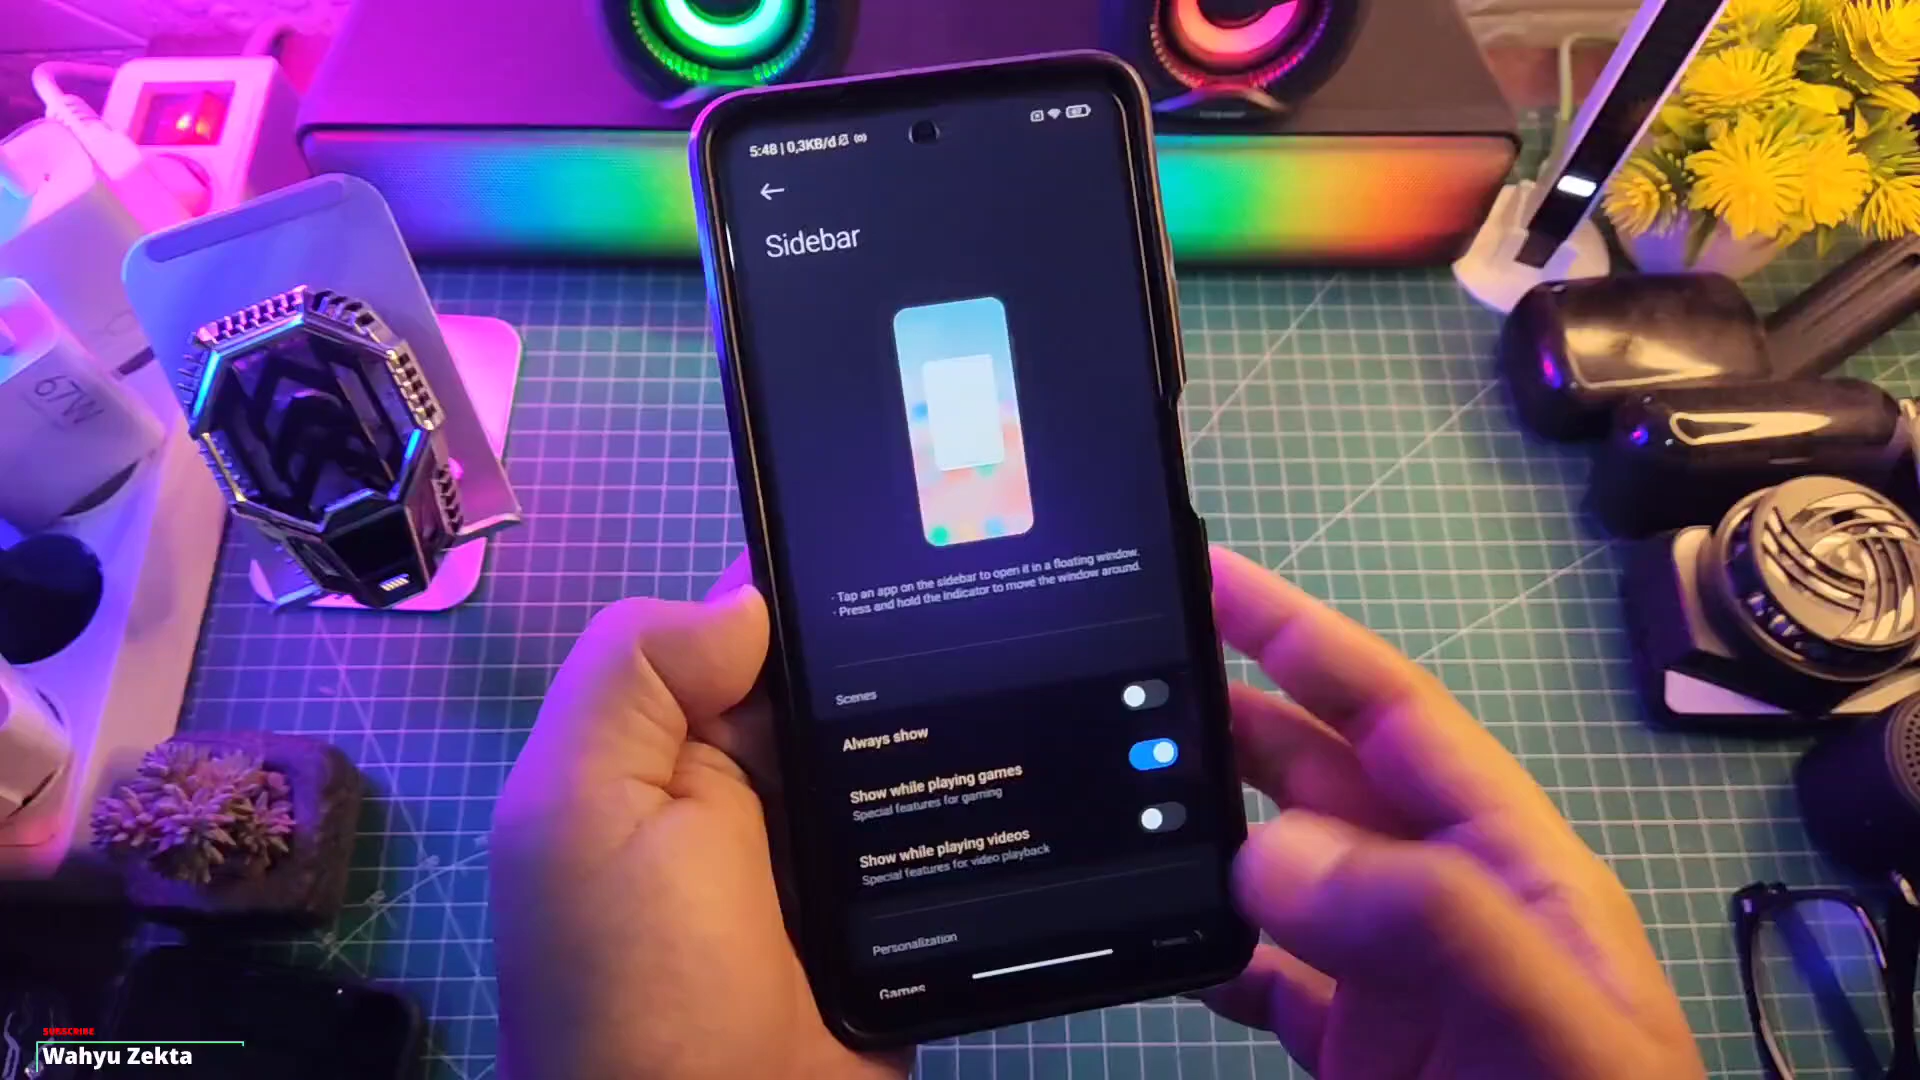 5:48 | 0,3KB/d
Sidebar
· Tap an app on the sidebar to open it in a floating window.
· Press and hold the indicator to move the window around.
Scenes
Always show
Show while playing games
Special features for gaming
Show while playing videos
Special features for video playback
Personalization
Games
67W
SUBSCRIBE
Wahyu Zekta